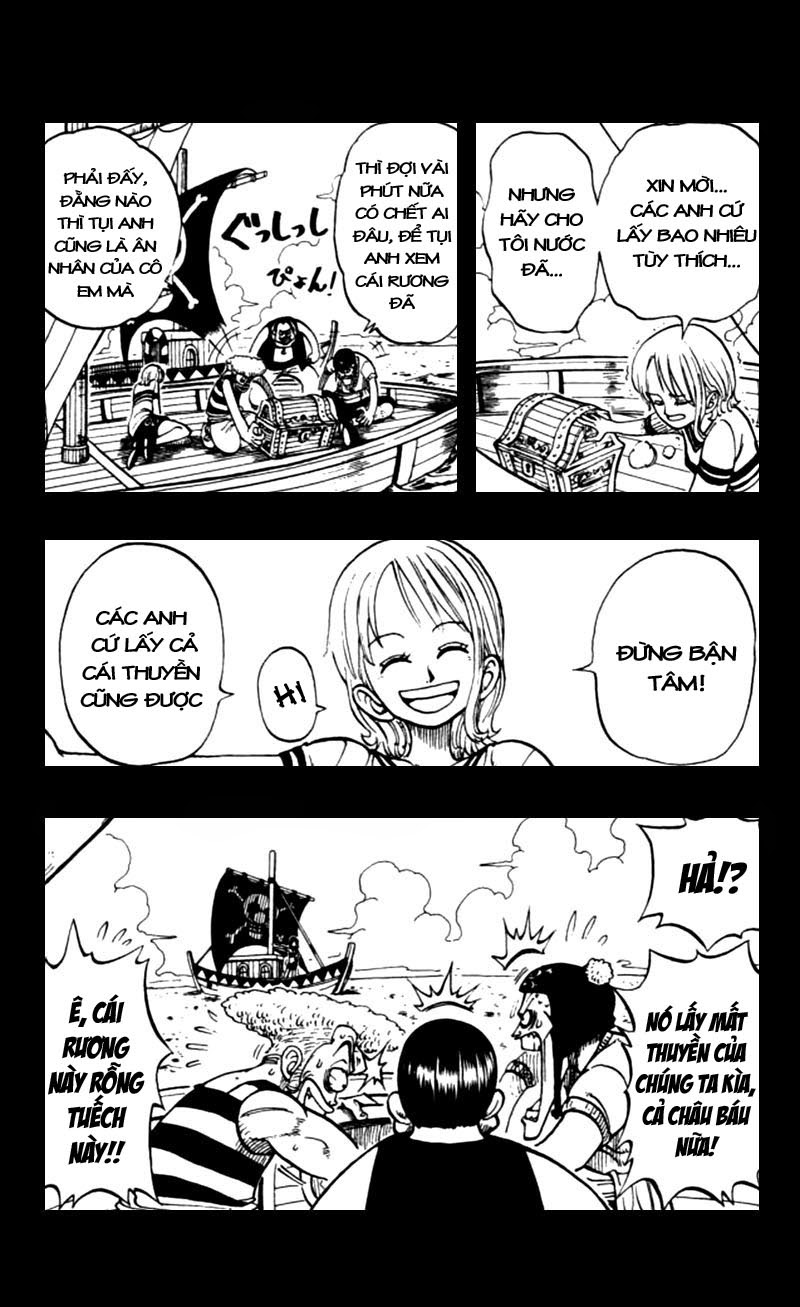 XIN MỜI...
CÁC ANH CỨ
LẤY BAO NHIÊU
TÙY THÍCH...
NHƯNG
HÃY CHO
TÔI NƯỚC
ĐÃ...
THÌ ĐỢI VÀI
PHÚT NỮA
CÓ CHẾT AI
ĐÂU, ĐỂ TỤI
ANH XEM
CÁI RƯƠNG
ĐÃ
ぐっしっしっ
ぴょん!
PHẢI ĐẤY,
ĐẰNG NÀO
THÌ TỤI ANH
CŨNG LÀ ÂN
NHÂN CỦA CÔ
EM MÀ
ĐỪNG BẬN
TÂM!
HI
CÁC ANH
CỨ LẤY CẢ
CÁI THUYỀN
CŨNG ĐƯỢC
HẢ!?
NÓ LẤY MẤT
THUYỀN CỦA
CHÚNG TA KÌA,
CẢ CHÂU BÁU
NỮA!
Ê, CÁI
RƯƠNG
NÀY RỖNG
TUẾCH
NÀY!!